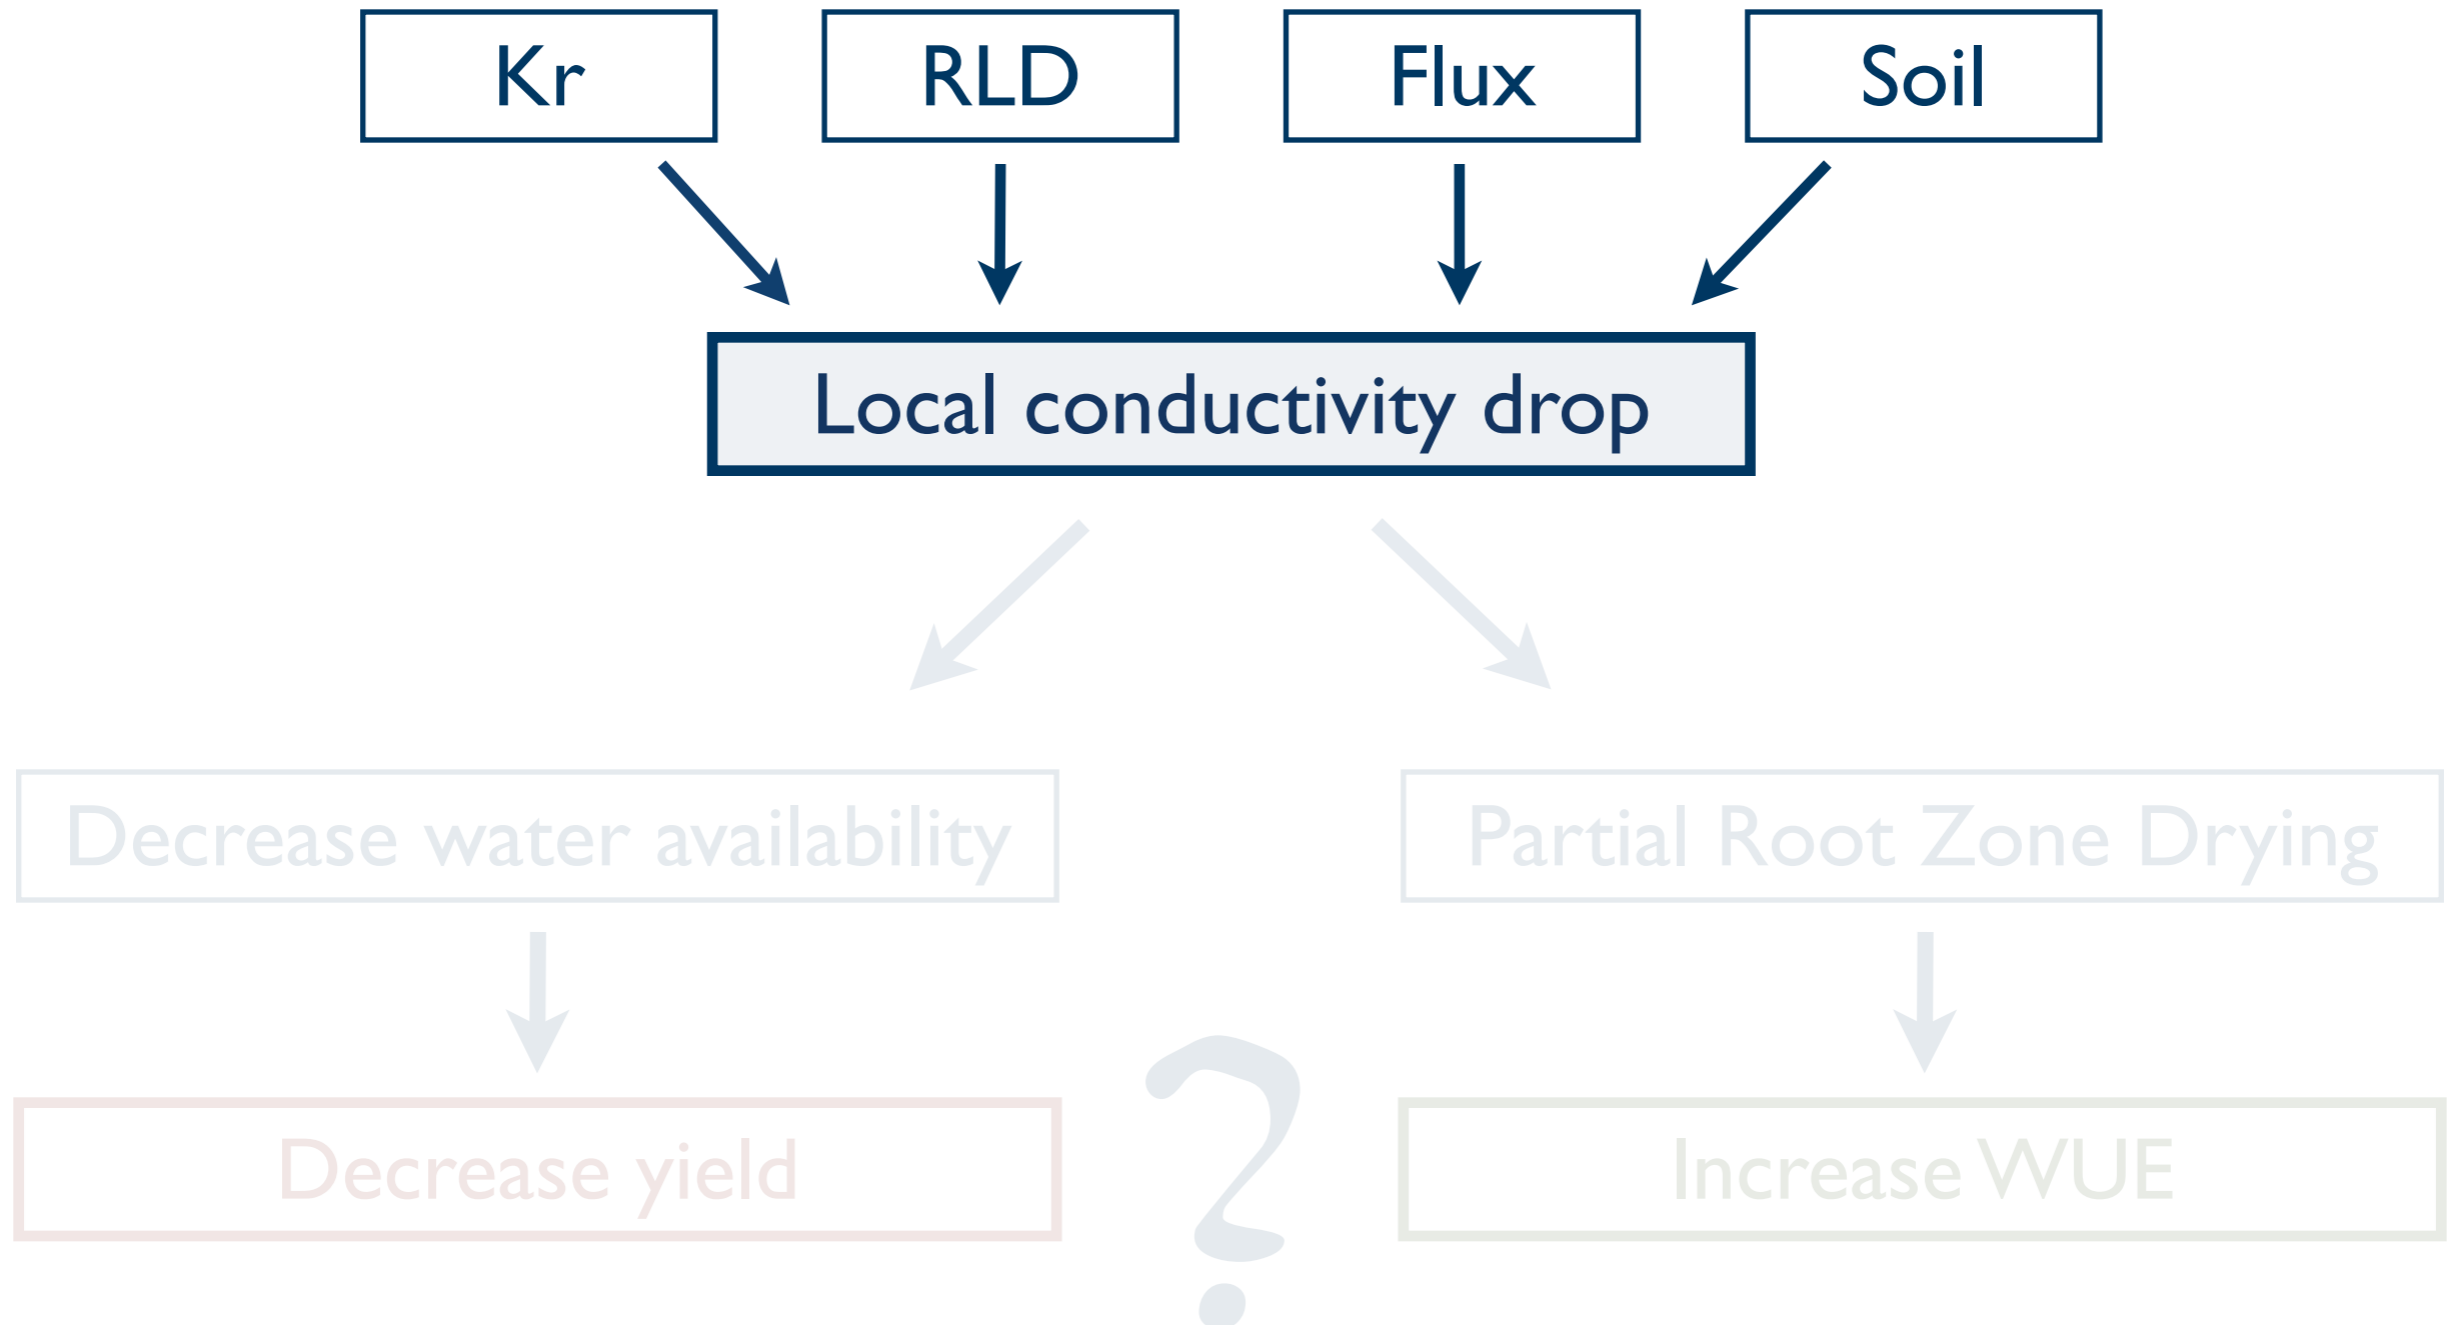 Kr
RLD
Flux
Soil
Local conductivity drop
Decrease water availability
Partial Root Zone Drying
Decrease yield
?
Increase WUE